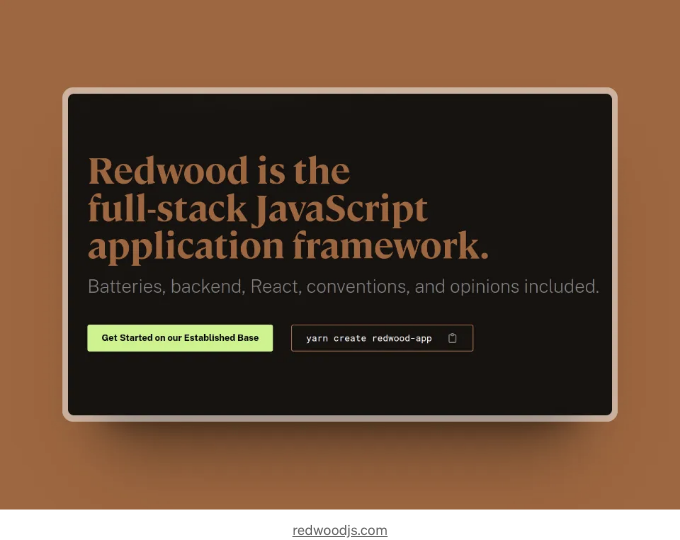 Redwood is the
full-stack JavaScript
application framework.
Batteries, backend, React, conventions, and opinions included.
Get Started on our Established Base
yarn create redwood-app
redwoodjs.com